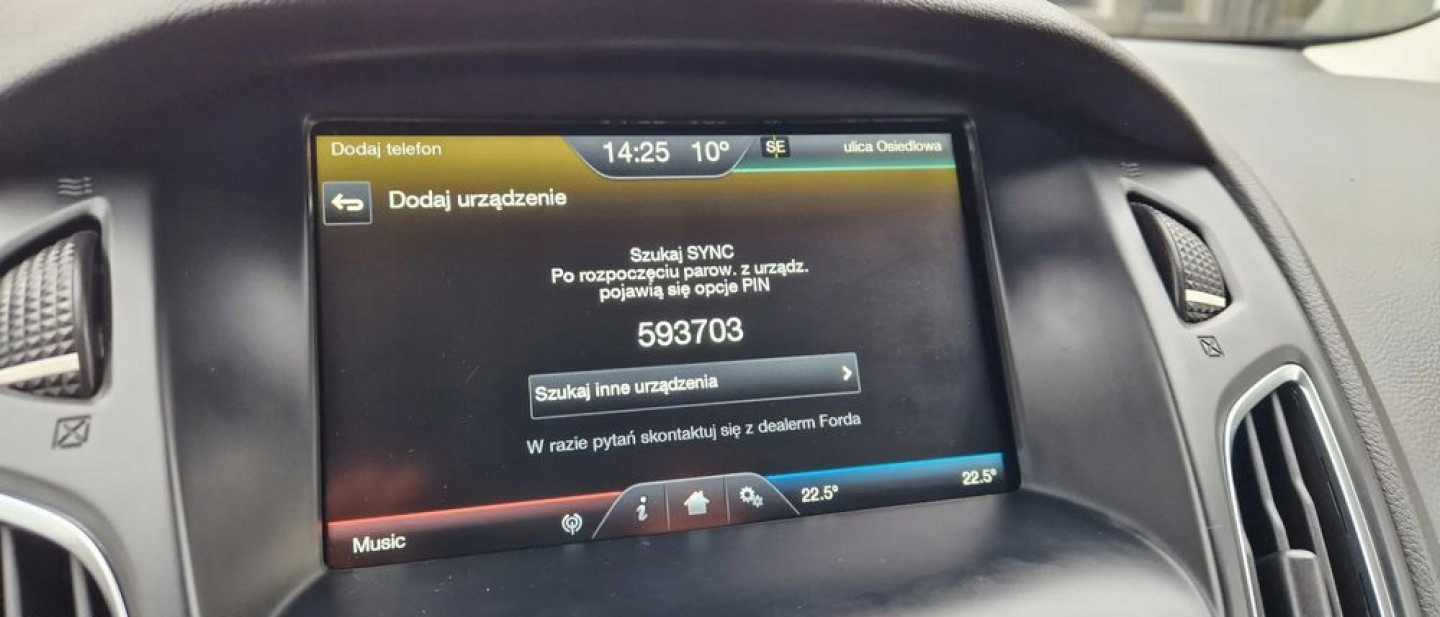 Dodaj telefon
14:25 10°
SE
ulica Osiedlowa
Dodaj urządzenie
Szukaj SYNC
Po rozpoczęciu parow. z urządz.
pojawią się opcje PIN
593703
Szukaj inne urządzenia
W razie pytań skontaktuj się z dealerm Forda
22.5°
22.5°
Music